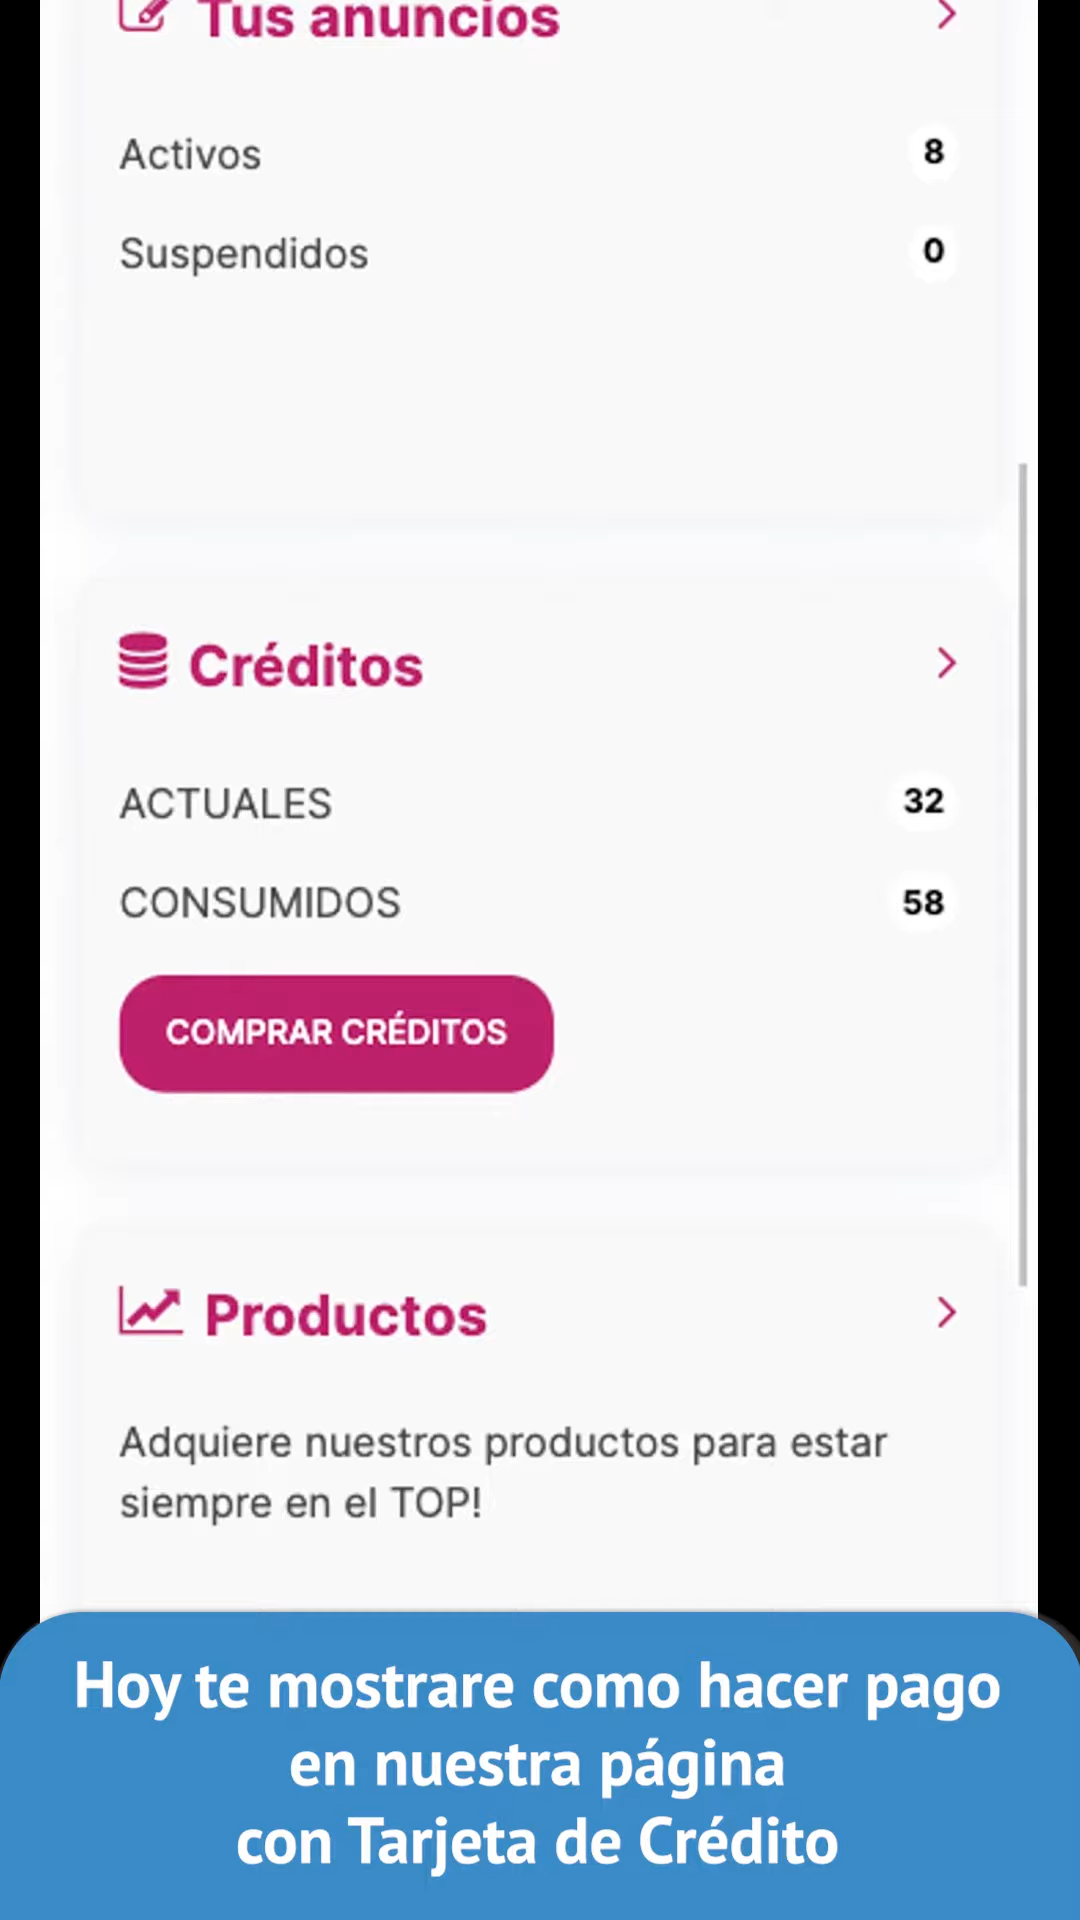 Tus anuncios
Activos 8
Suspendidos 0
Créditos
ACTUALES 32
CONSUMIDOS 58
COMPRAR CRÉDITOS
Productos
Adquiere nuestros productos para estar
siempre en el TOP!
Hoy te mostrare como hacer pago
en nuestra página
con Tarjeta de Crédito